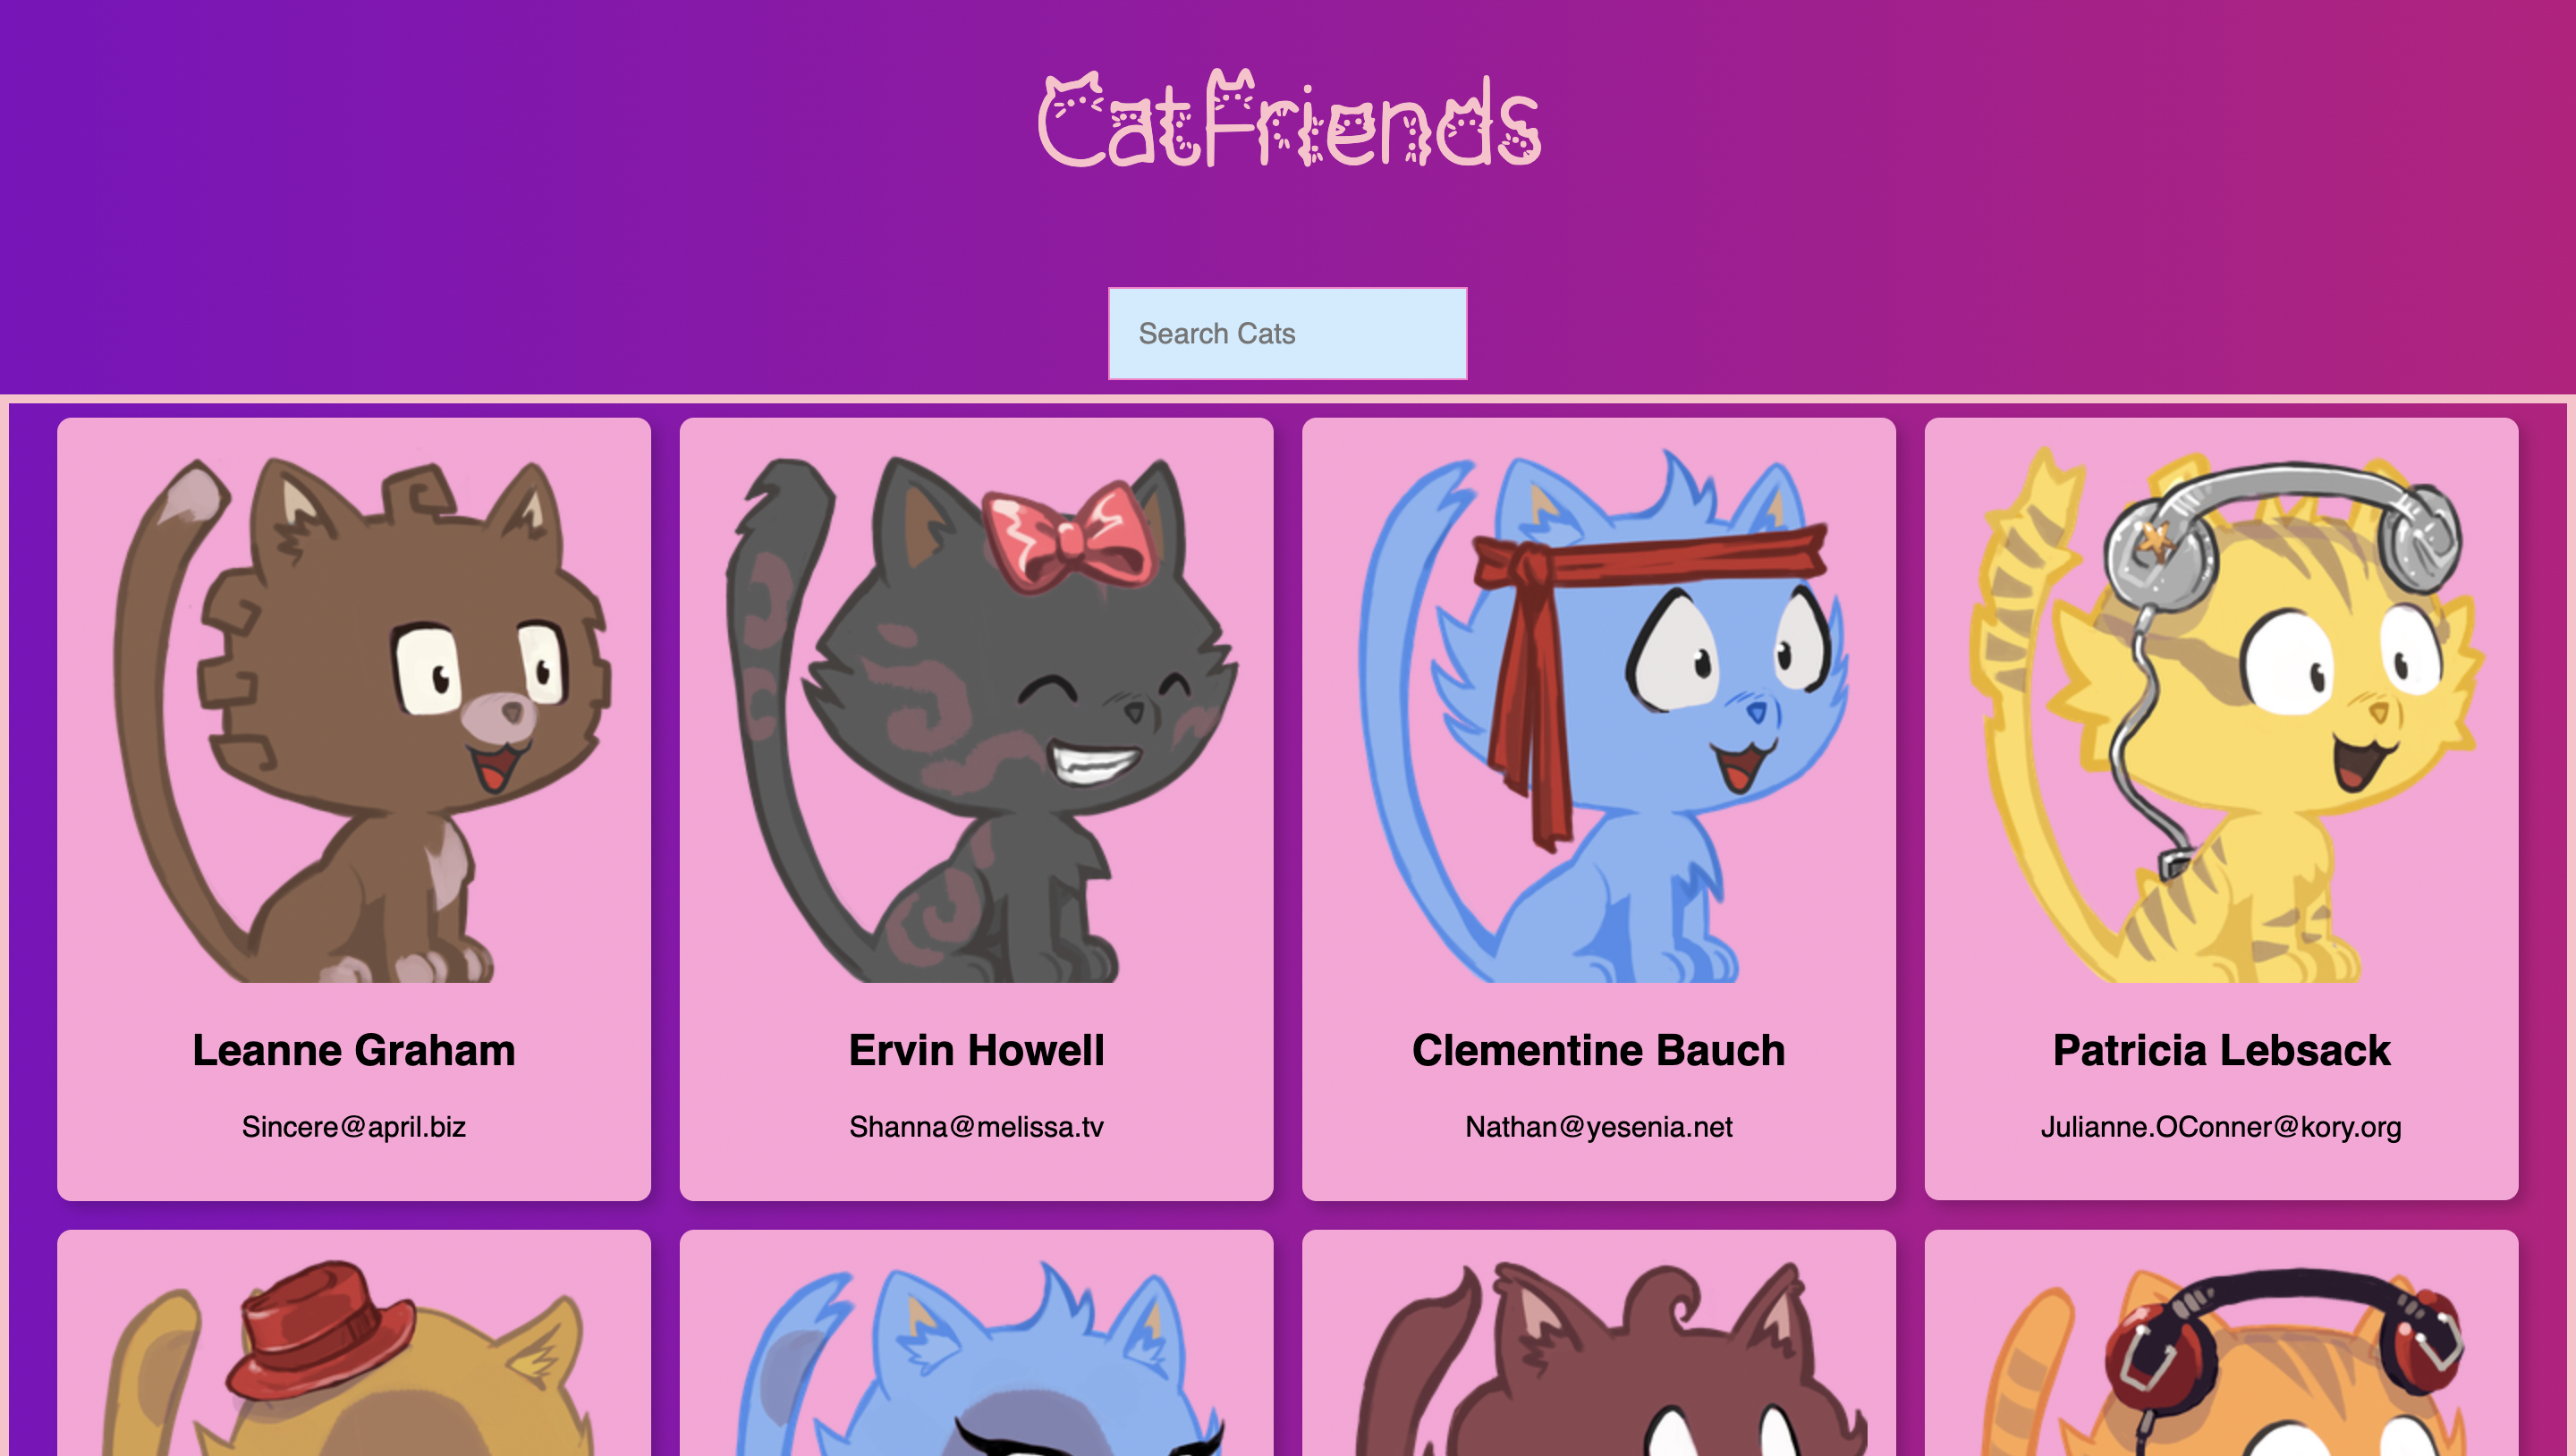 CatFriends
Search Cats
Leanne Graham
Sincere@april.biz
Ervin Howell
Shanna@melissa.tv
Clementine Bauch
Nathan@yesenia.net
Patricia Lebsack
Julianne.OConner@kory.org